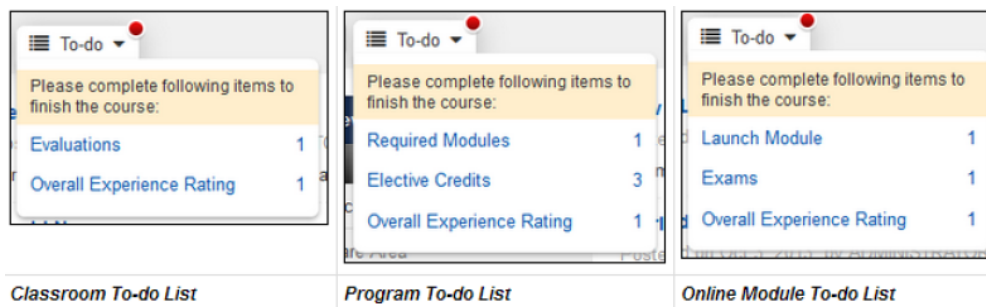 To-do
Please complete following items to
finish the course:
Evaluations 1
Overall Experience Rating 1
Classroom To-do List
To-do
Please complete following items to
finish the course:
Required Modules 1
Elective Credits 3
Overall Experience Rating 1
Program To-do List
To-do
Please complete following items to
finish the course:
Launch Module 1
Exams 1
Overall Experience Rating 1
Online Module To-do List